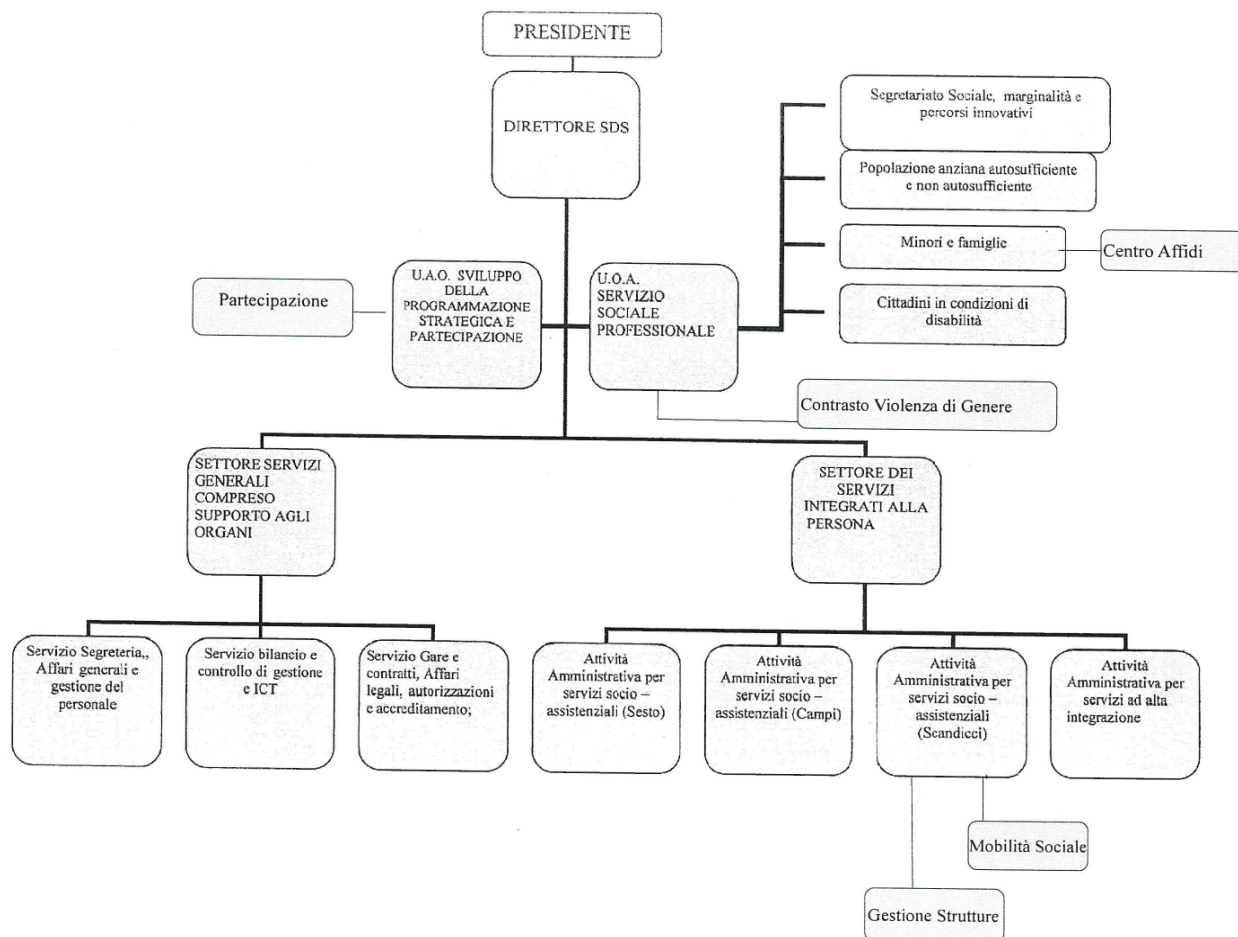 PRESIDENTE
DIRETTORE SDS
Segretariato Sociale, marginalità e
percorsi innovativi
Popolazione anziana autosufficiente
e non autosufficiente
Minori e famiglie
Centro Affidi
Cittadini in condizioni di
disabilità
Partecipazione
U.A.O. SVILUPPO
DELLA
PROGRAMMAZIONE
STRATEGICA E
PARTECIPAZIONE
U.O.A.
SERVIZIO
SOCIALE
PROFESSIONALE
Contrasto Violenza di Genere
SETTORE SERVIZI
GENERALI
COMPRESO
SUPPORTO AGLI
ORGANI
SETTORE DEI
SERVIZI
INTEGRATI ALLA
PERSONA
Servizio Segreteria,,
Affari generali e
gestione del
personale
Servizio bilancio e
controllo di gestione
e ICT
Servizio Gare e
contratti, Affari
legali, autorizzazioni
e accreditamento;
Attività
Amministrativa per
servizi socio –
assistenziali (Sesto)
Attività
Amministrativa per
servizi socio –
assistenziali (Campi)
Attività
Amministrativa per
servizi socio –
assistenziali
(Scandicci)
Attività
Amministrativa per
servizi ad alta
integrazione
Mobilità Sociale
Gestione Strutture